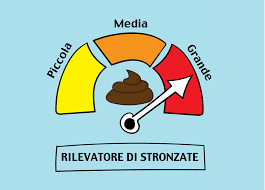 Media
Piccola
Grande
RILEVATORE DI STRONZATE